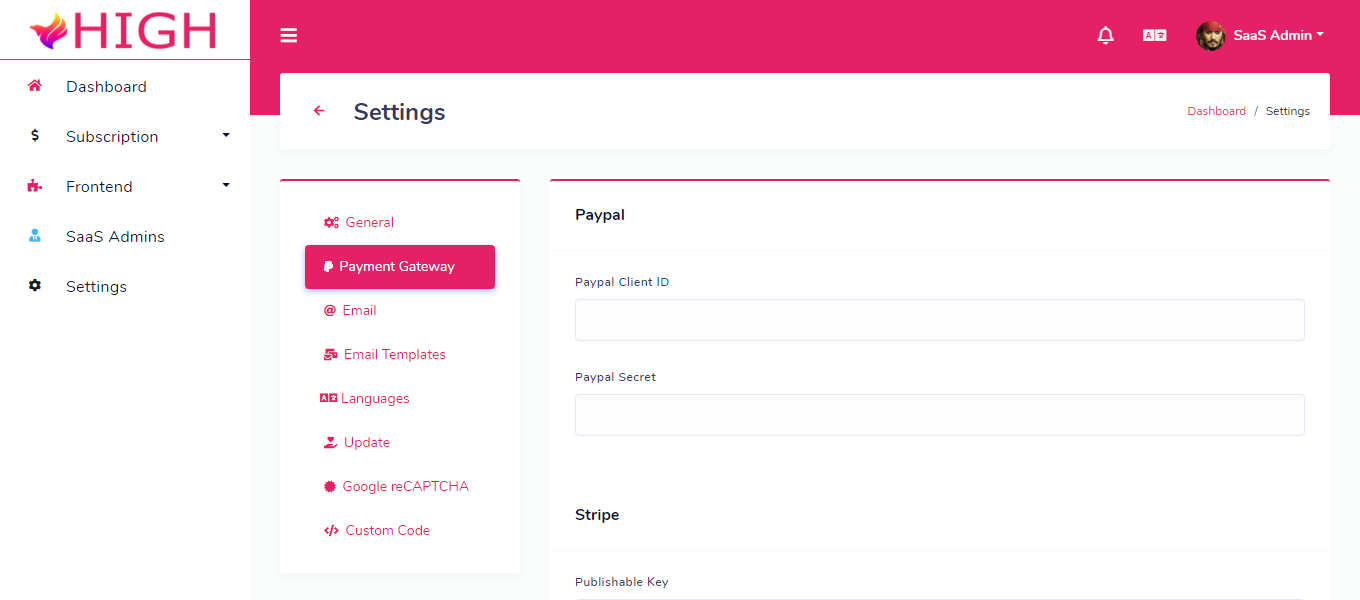 HIGH
SaaS Admin
Dashboard
Subscription
Frontend
SaaS Admins
Settings
Settings
Dashboard / Settings
General
Payment Gateway
Email
Email Templates
Languages
Update
Google reCAPTCHA
Custom Code
Paypal
Paypal Client ID
Paypal Secret
Stripe
Publishable Key